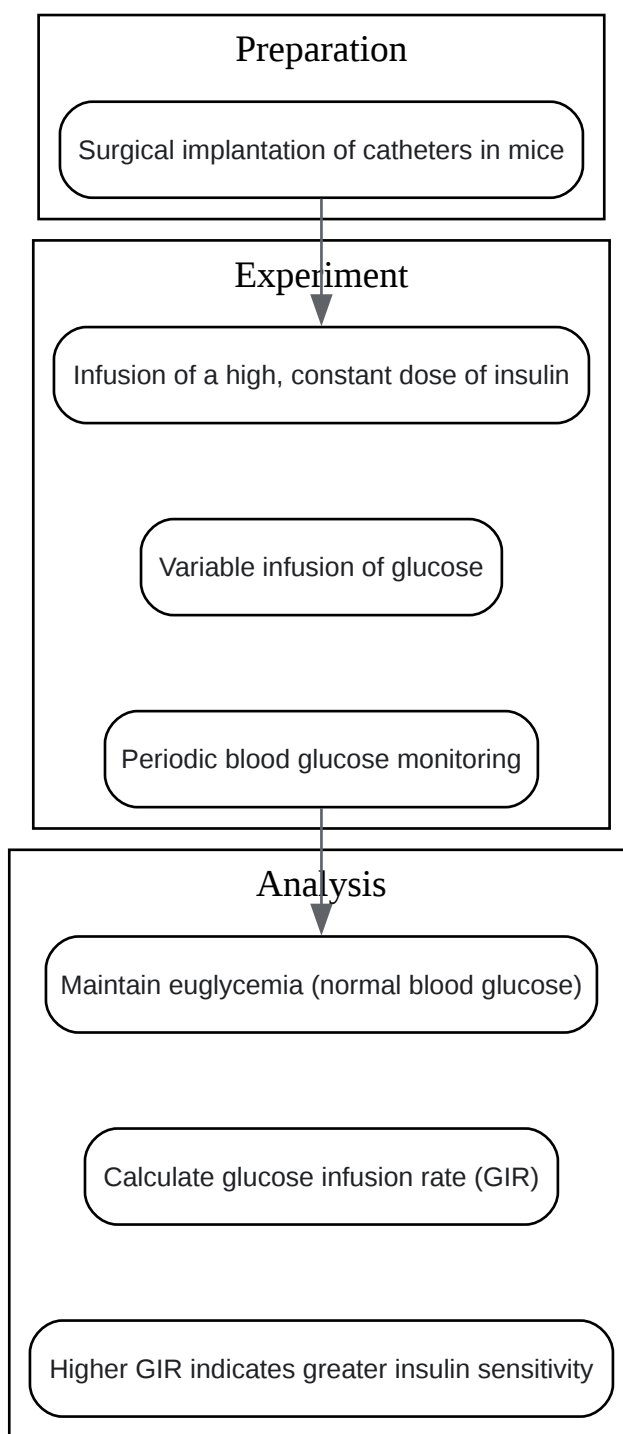 Preparation
Surgical implantation of catheters in mice
Experiment
Infusion of a high, constant dose of insulin
Variable infusion of glucose
Periodic blood glucose monitoring
Analysis
Maintain euglycemia (normal blood glucose)
Calculate glucose infusion rate (GIR)
Higher GIR indicates greater insulin sensitivity